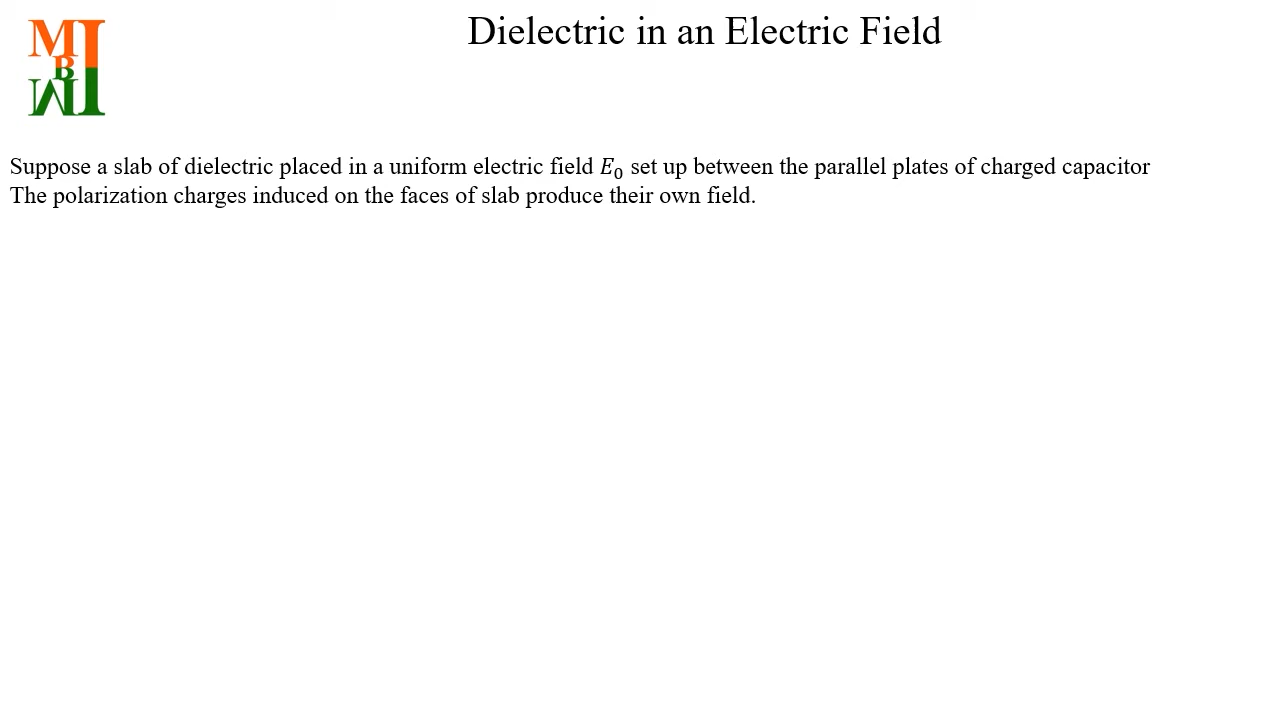 Dielectric in an Electric Field
M I
B
M
Suppose a slab of dielectric placed in a uniform electric field E₀ set up between the parallel plates of charged capacitor
The polarization charges induced on the faces of slab produce their own field.